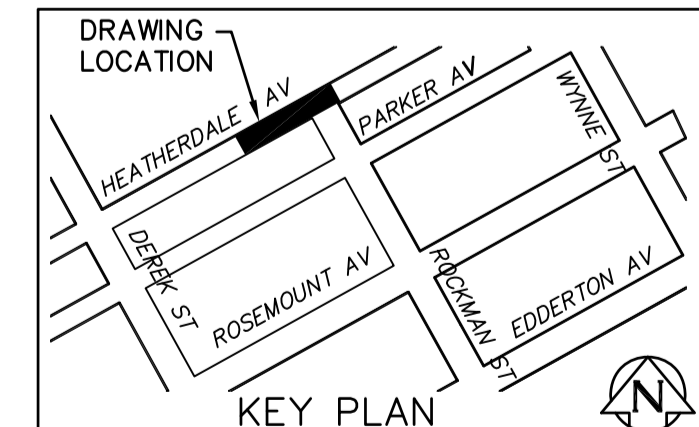 DRAWING
LOCATION
HEATHERDALE AV
PARKER AV
WYNNE ST
DEREK ST
ROSEMOUNT AV
ROCKMAN ST
EDDERTON AV
KEY PLAN
N